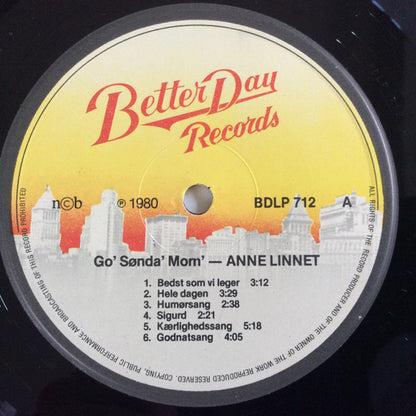 Better Day
Records
n©b
℗ 1980
BDLP 712
A
Go' Sønda' Morn' — ANNE LINNET
1. Bedst som vi leger 3:12
2. Hele dagen 3:29
3. Humørsang 2:38
4. Sigurd 2:21
5. Kærlighedssang 5:18
6. Godnatsang 4:05
ALL RIGHTS OF THE RECORD PRODUCER AND OF THE OWNER OF THE WORK REPRODUCED RESERVED. COPYING, PUBLIC PERFORMANCE AND BROADCASTING OF THIS RECORD PROHIBITED